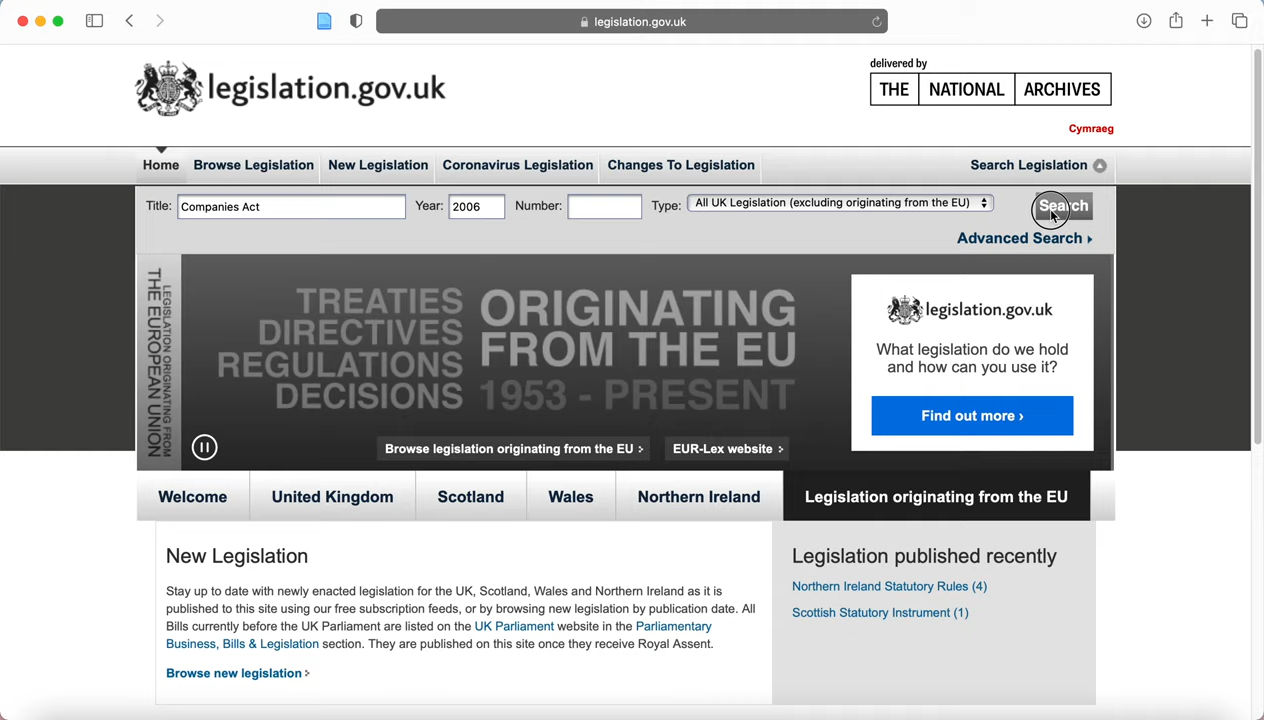 legislation.gov.uk
legislation.gov.uk
delivered by
THE NATIONAL ARCHIVES
Cymraeg
Home Browse Legislation New Legislation Coronavirus Legislation Changes To Legislation Search Legislation
Title: Companies Act Year: 2006 Number: Type: All UK Legislation (excluding originating from the EU) Search
Advanced Search
LEGISLATION ORIGINATING FROM
THE EUROPEAN UNION
TREATIES
DIRECTIVES
REGULATIONS
DECISIONS
ORIGINATING
FROM THE EU
1953 - PRESENT
Browse legislation originating from the EU > EUR-Lex website >
legislation.gov.uk
What legislation do we hold
and how can you use it?
Find out more ›
Welcome United Kingdom Scotland Wales Northern Ireland Legislation originating from the EU
New Legislation
Stay up to date with newly enacted legislation for the UK, Scotland, Wales and Northern Ireland as it is
published to this site using our free subscription feeds, or by browsing new legislation by publication date. All
Bills currently before the UK Parliament are listed on the UK Parliament website in the Parliamentary
Business, Bills & Legislation section. They are published on this site once they receive Royal Assent.
Browse new legislation >
Legislation published recently
Northern Ireland Statutory Rules (4)
Scottish Statutory Instrument (1)